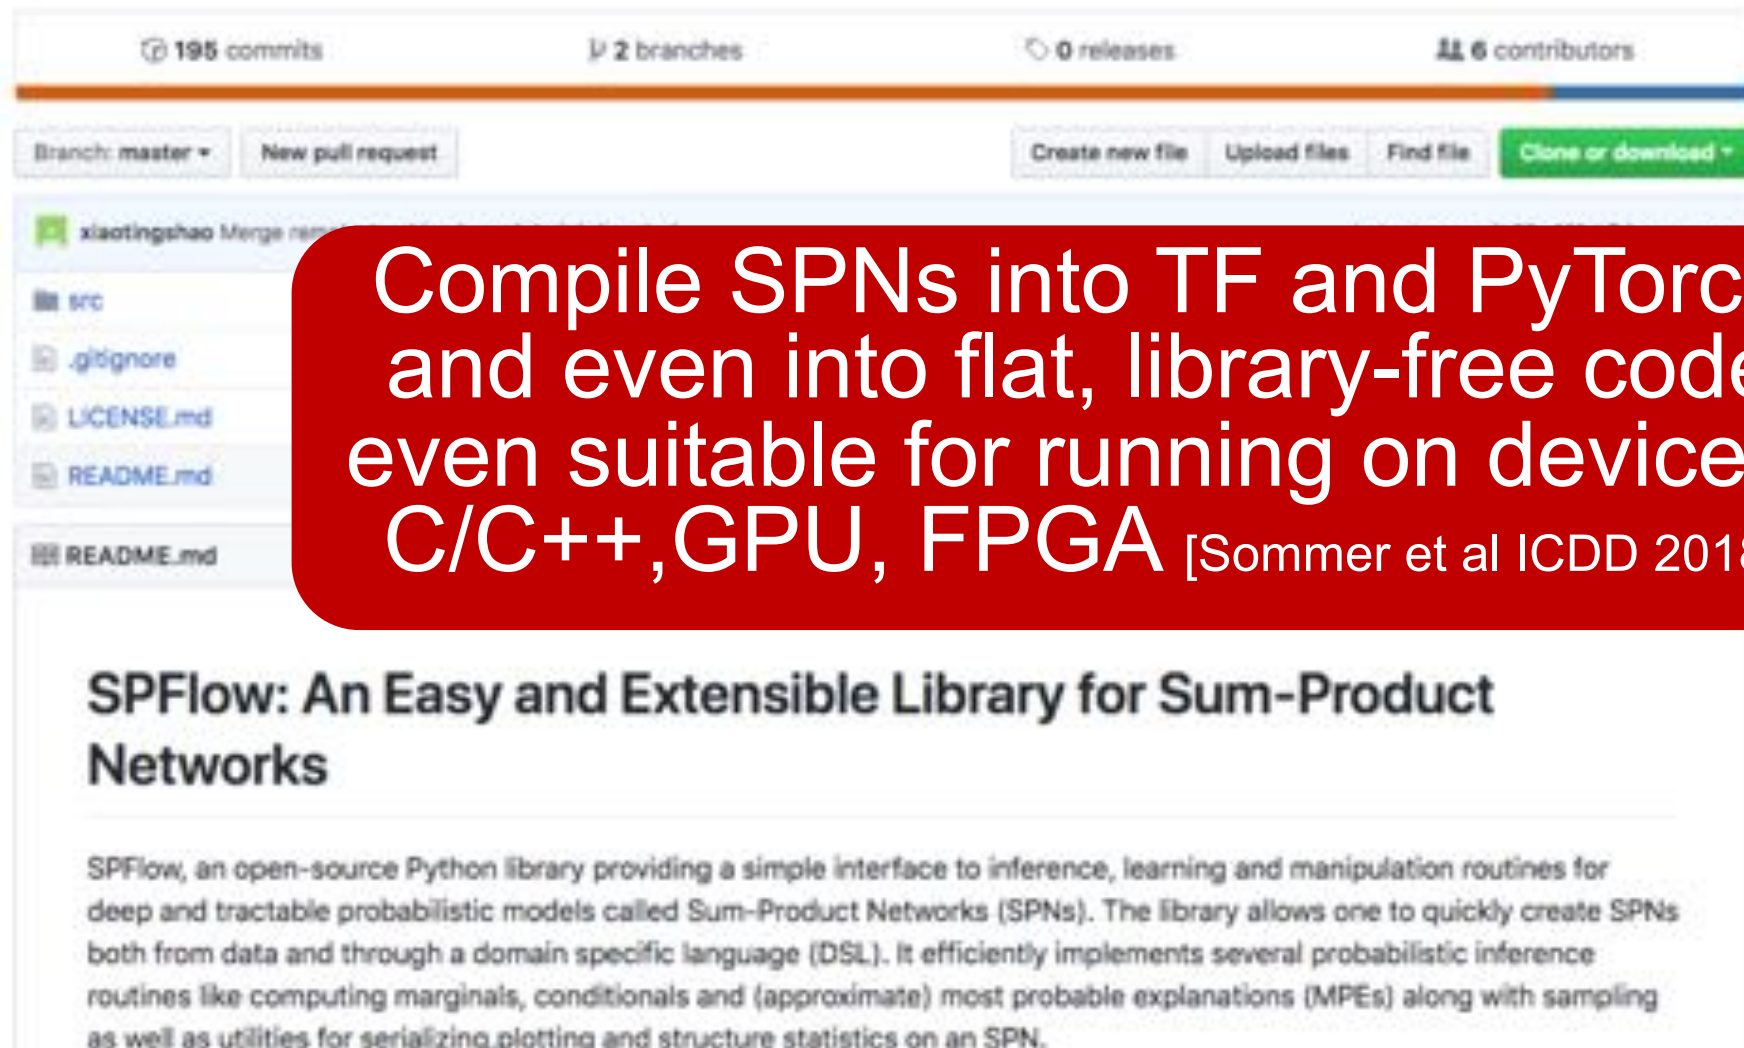 195 commits 2 branches 0 releases 6 contributors
Branch: master New pull request Create new file Upload files Find file Clone or download
xiaotingshao Merge
src
.gitignore
LICENSE.md
README.md
README.md
Compile SPNs into TF and PyTorc
and even into flat, library-free code
even suitable for running on device
C/C++,GPU, FPGA [Sommer et al ICDD 2018
SPFlow: An Easy and Extensible Library for Sum-Product
Networks
SPFlow, an open-source Python library providing a simple interface to inference, learning and manipulation routines for
deep and tractable probabilistic models called Sum-Product Networks (SPNs). The library allows one to quickly create SPNs
both from data and through a domain specific language (DSL). It efficiently implements several probabilistic inference
routines like computing marginals, conditionals and (approximate) most probable explanations (MPEs) along with sampling
as well as utilities for serializing,plotting and structure statistics on an SPN.